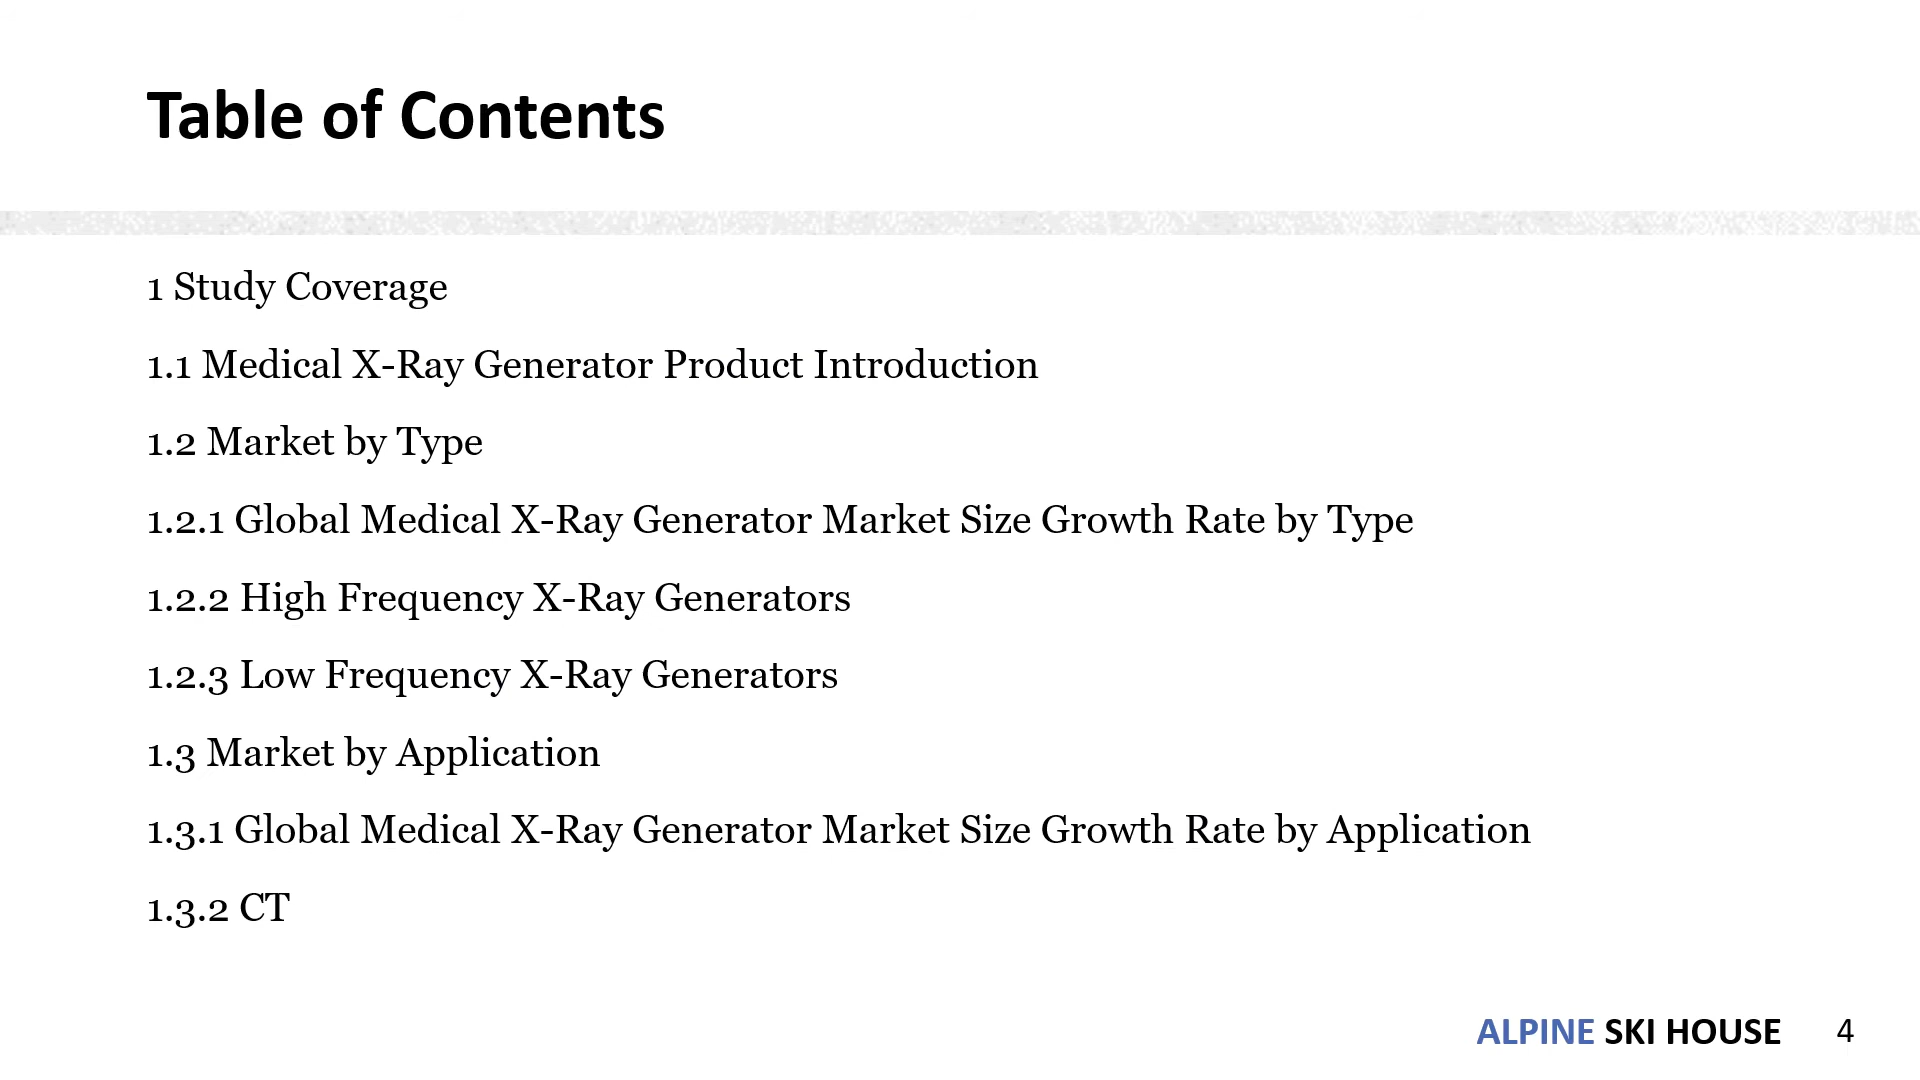 Table of Contents
1 Study Coverage
1.1 Medical X-Ray Generator Product Introduction
1.2 Market by Type
1.2.1 Global Medical X-Ray Generator Market Size Growth Rate by Type
1.2.2 High Frequency X-Ray Generators
1.2.3 Low Frequency X-Ray Generators
1.3 Market by Application
1.3.1 Global Medical X-Ray Generator Market Size Growth Rate by Application
1.3.2 CT
ALPINE SKI HOUSE 4